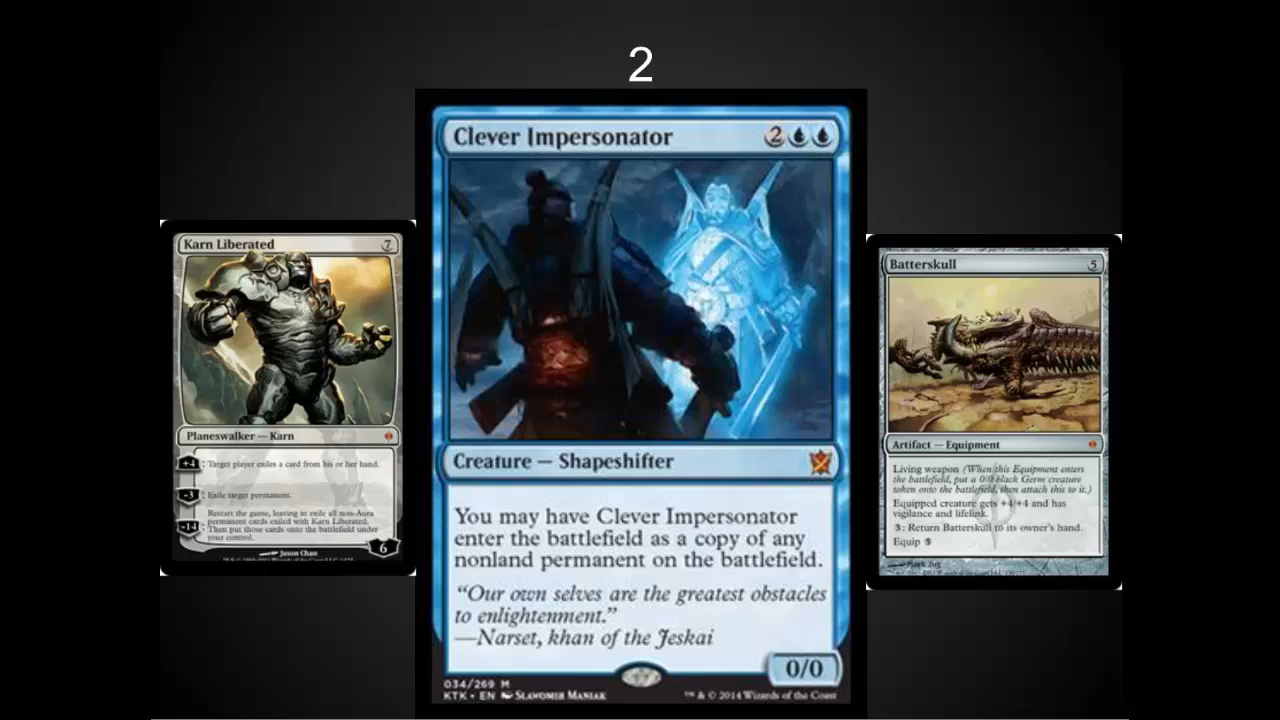 2
Karn Liberated 7
Planeswalker — Karn
+4 : Target player exiles a card from his or her hand.
-3 : Exile target permanent.
-14 : Restart the game, leaving in exile all non-Aura
permanent cards exiled with Karn Liberated.
Then put those cards onto the battlefield under
your control.
Jason Chan
6
Clever Impersonator 2
Creature — Shapeshifter
You may have Clever Impersonator
enter the battlefield as a copy of any
nonland permanent on the battlefield.
“Our own selves are the greatest obstacles
to enlightenment.”
—Narset, khan of the Jeskai
0/0
034/269 M
KTK • EN Slawomir Maniak ™ & © 2014 Wizards of the Coast
Batterskull 5
Artifact — Equipment
Living weapon (When this Equipment enters
the battlefield, put a 0/0 black Germ creature
token onto the battlefield, then attach this to it.)
Equipped creature gets +4/+4 and has
vigilance and lifelink.
3: Return Batterskull to its owner's hand.
Equip 5
Mark Zug